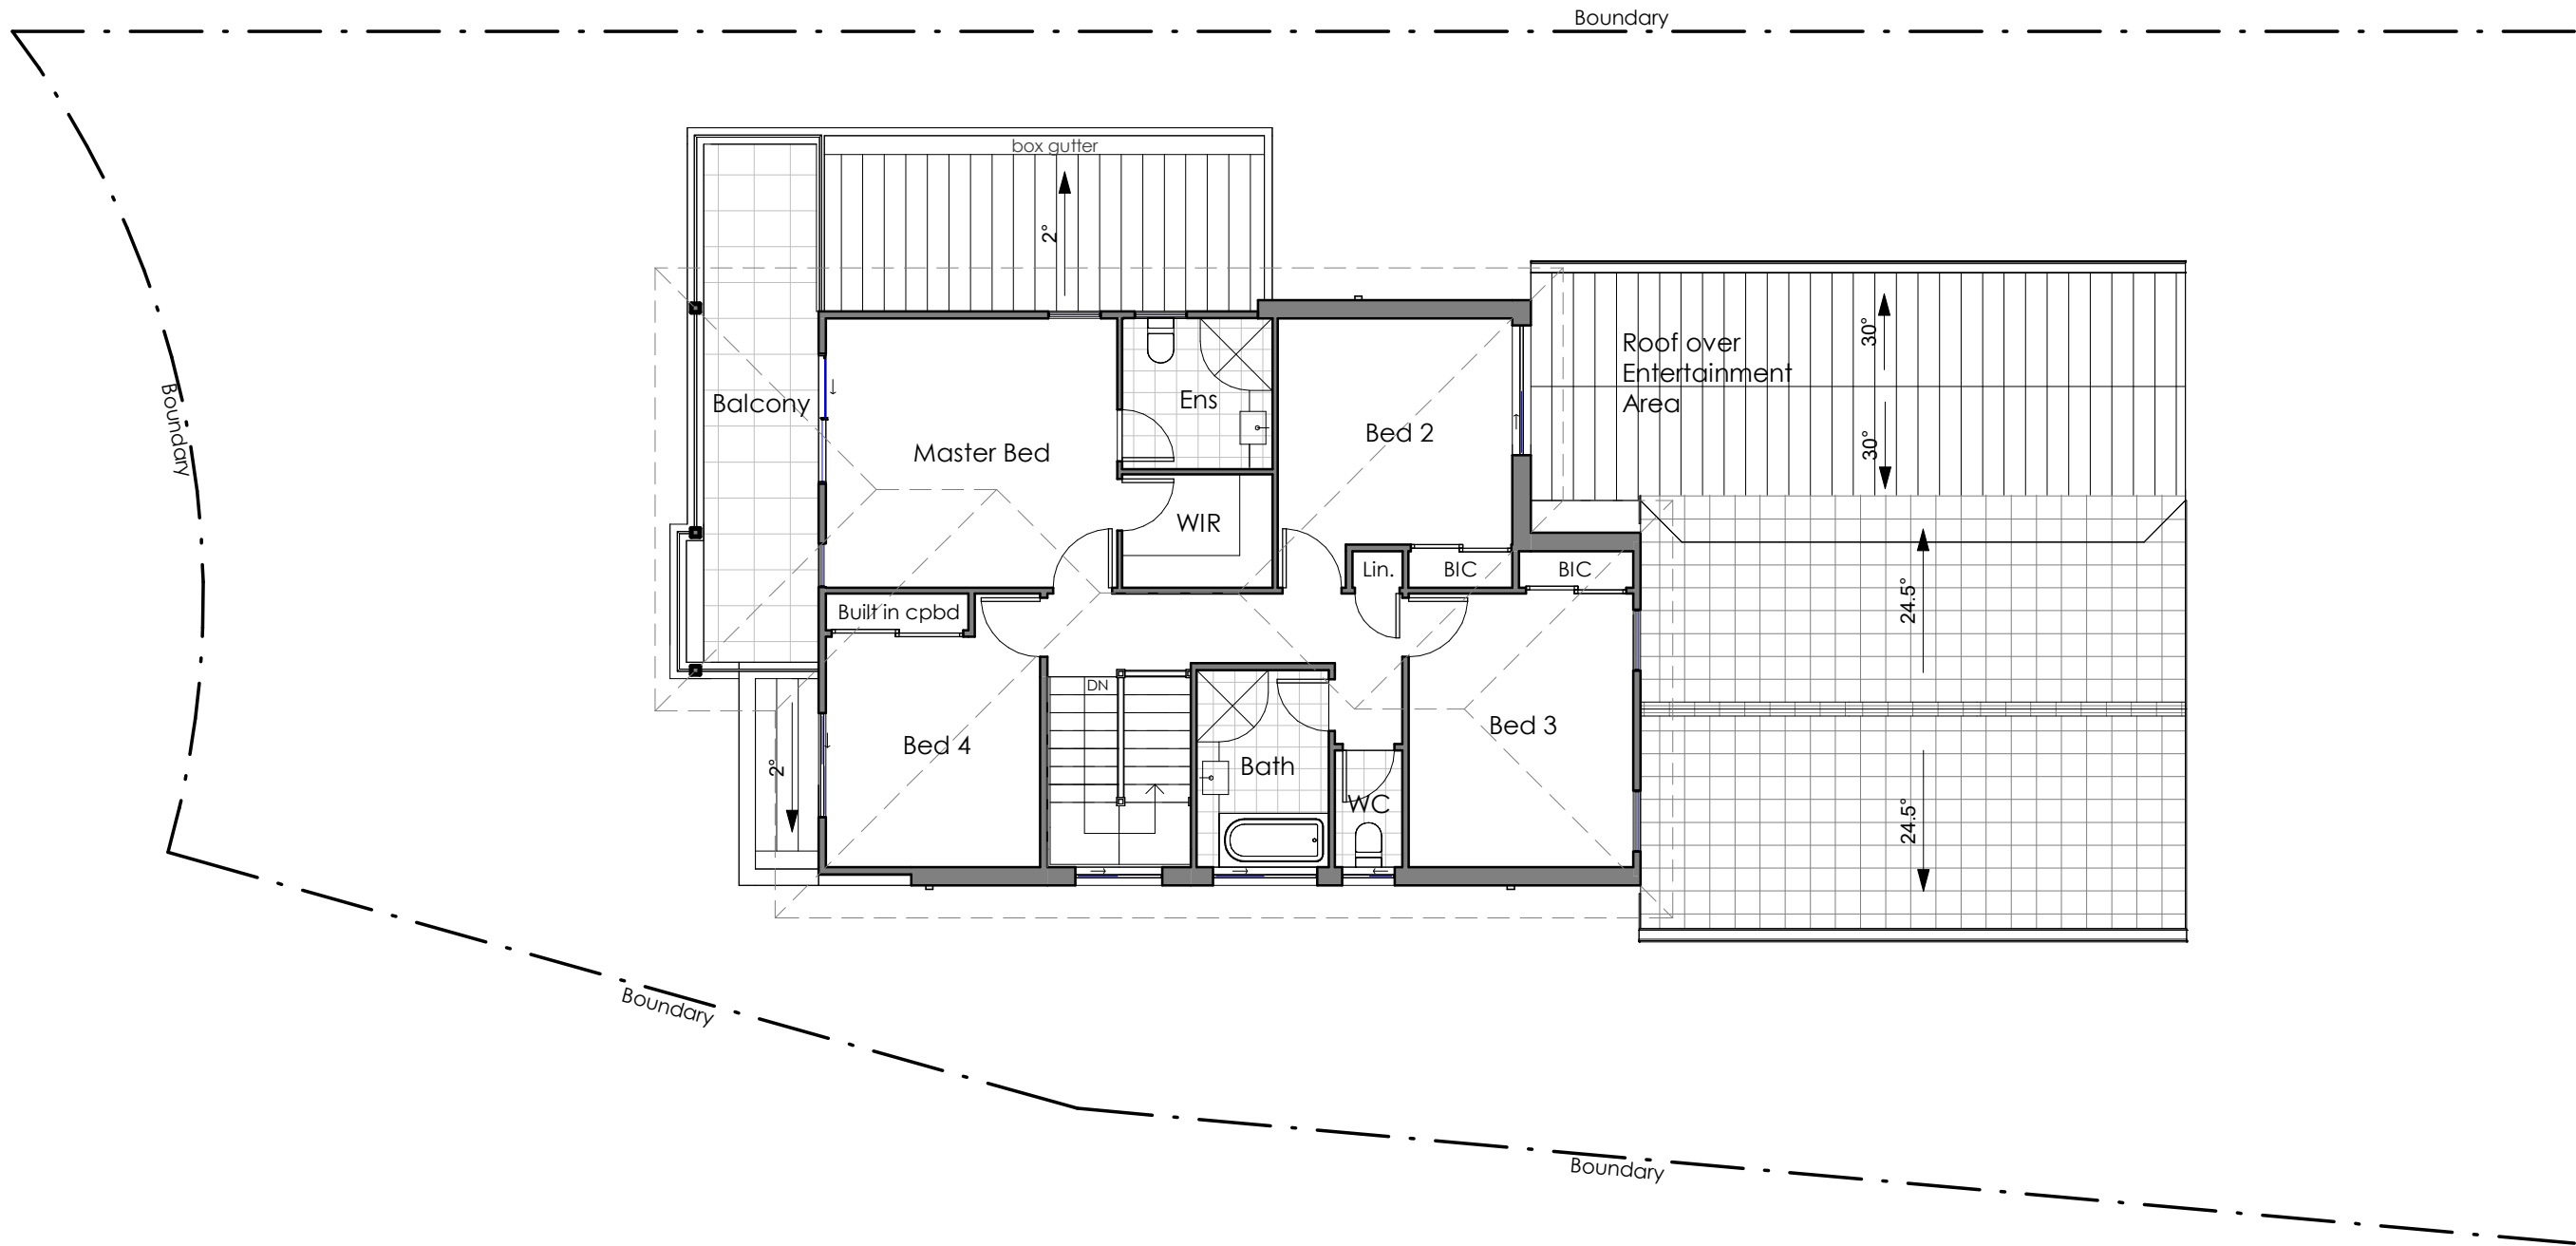 Boundary
box gutter
2°
Roof over
Entertainment
Area
30°
30°
Boundary
Balcony
Master Bed
Ens
Bed 2
WIR
Lin.
BIC
BIC
Built in cpbd
24.5°
DN
Bed 4
Bath
Bed 3
2°
WC
24.5°
Boundary
Boundary